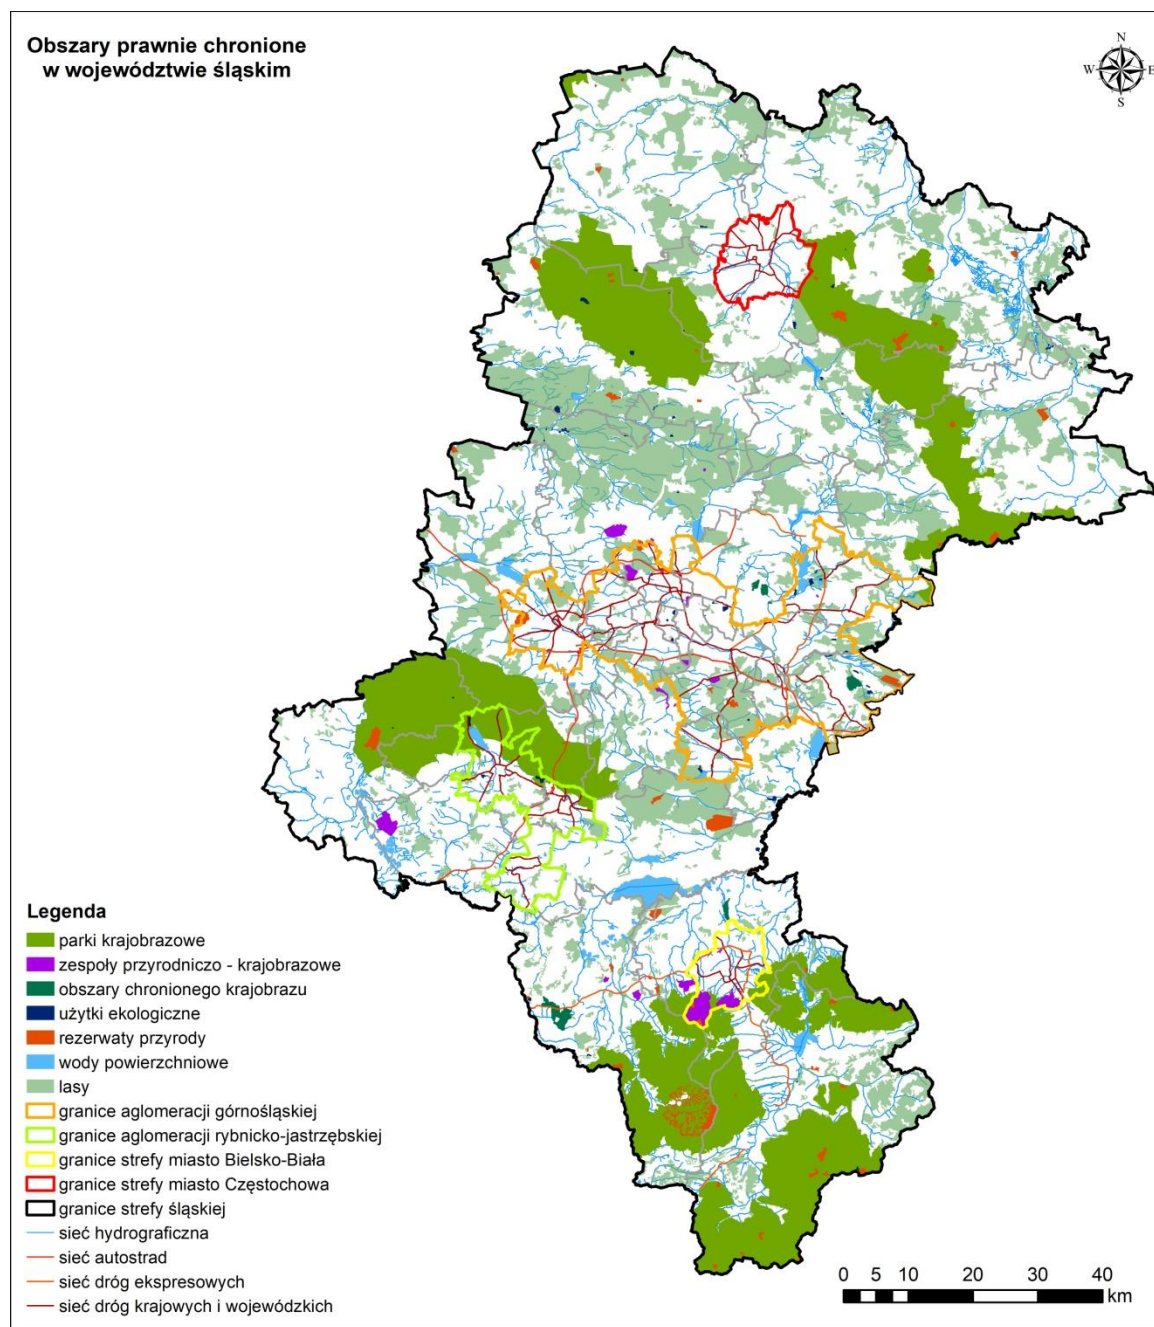 Obszary prawnie chronione
w województwie śląskim
N
W E
S
Legenda
parki krajobrazowe
zespoły przyrodniczo - krajobrazowe
obszary chronionego krajobrazu
użytki ekologiczne
rezerwaty przyrody
wody powierzchniowe
lasy
granice aglomeracji górnośląskiej
granice aglomeracji rybnicko-jastrzębskiej
granice strefy miasto Bielsko-Biała
granice strefy miasto Częstochowa
granice strefy śląskiej
sieć hydrograficzna
sieć autostrad
sieć dróg ekspresowych
sieć dróg krajowych i wojewódzkich
0 5 10 20 30 40
km